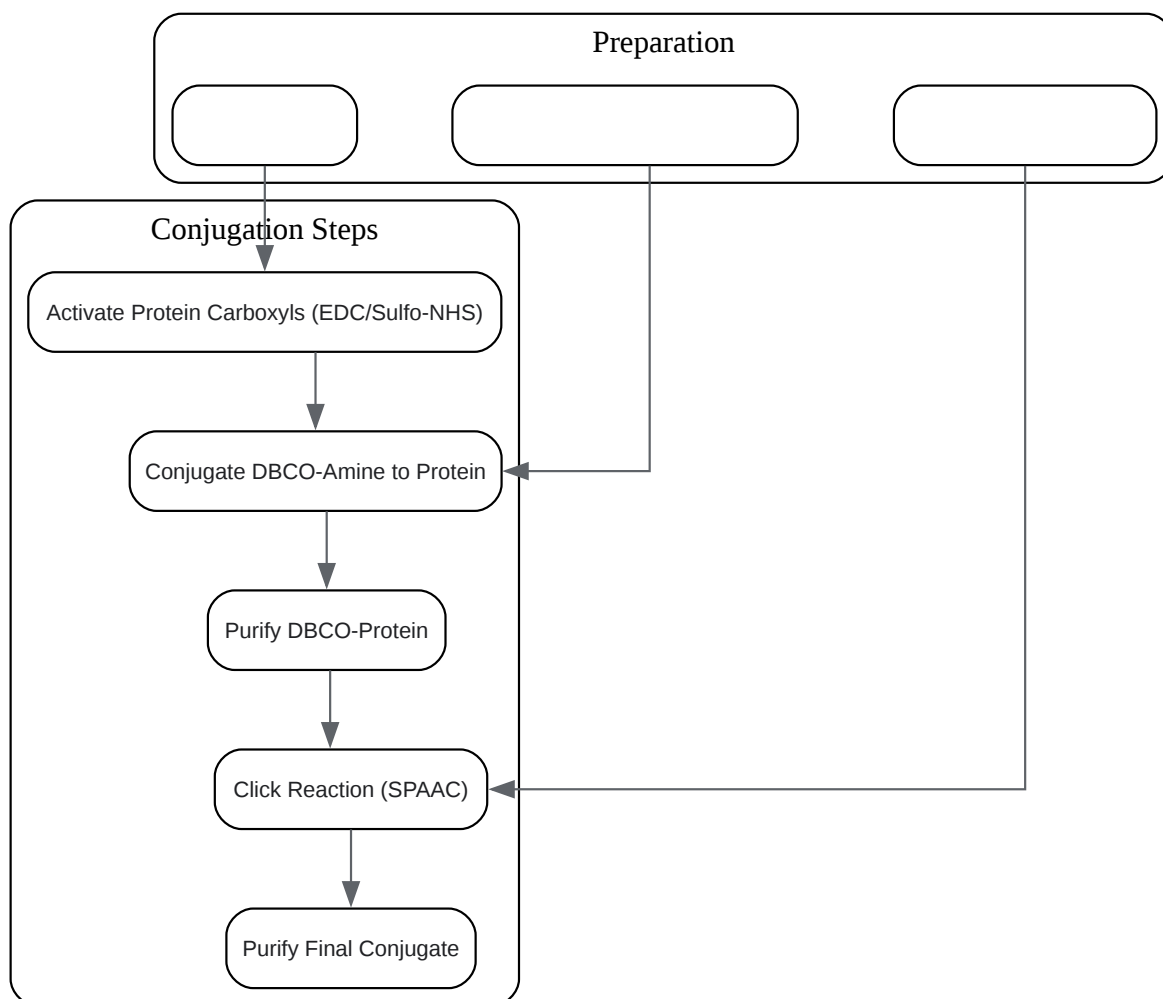 Preparation
Conjugation Steps
Activate Protein Carboxyls (EDC/Sulfo-NHS)
Conjugate DBCO-Amine to Protein
Purify DBCO-Protein
Click Reaction (SPAAC)
Purify Final Conjugate